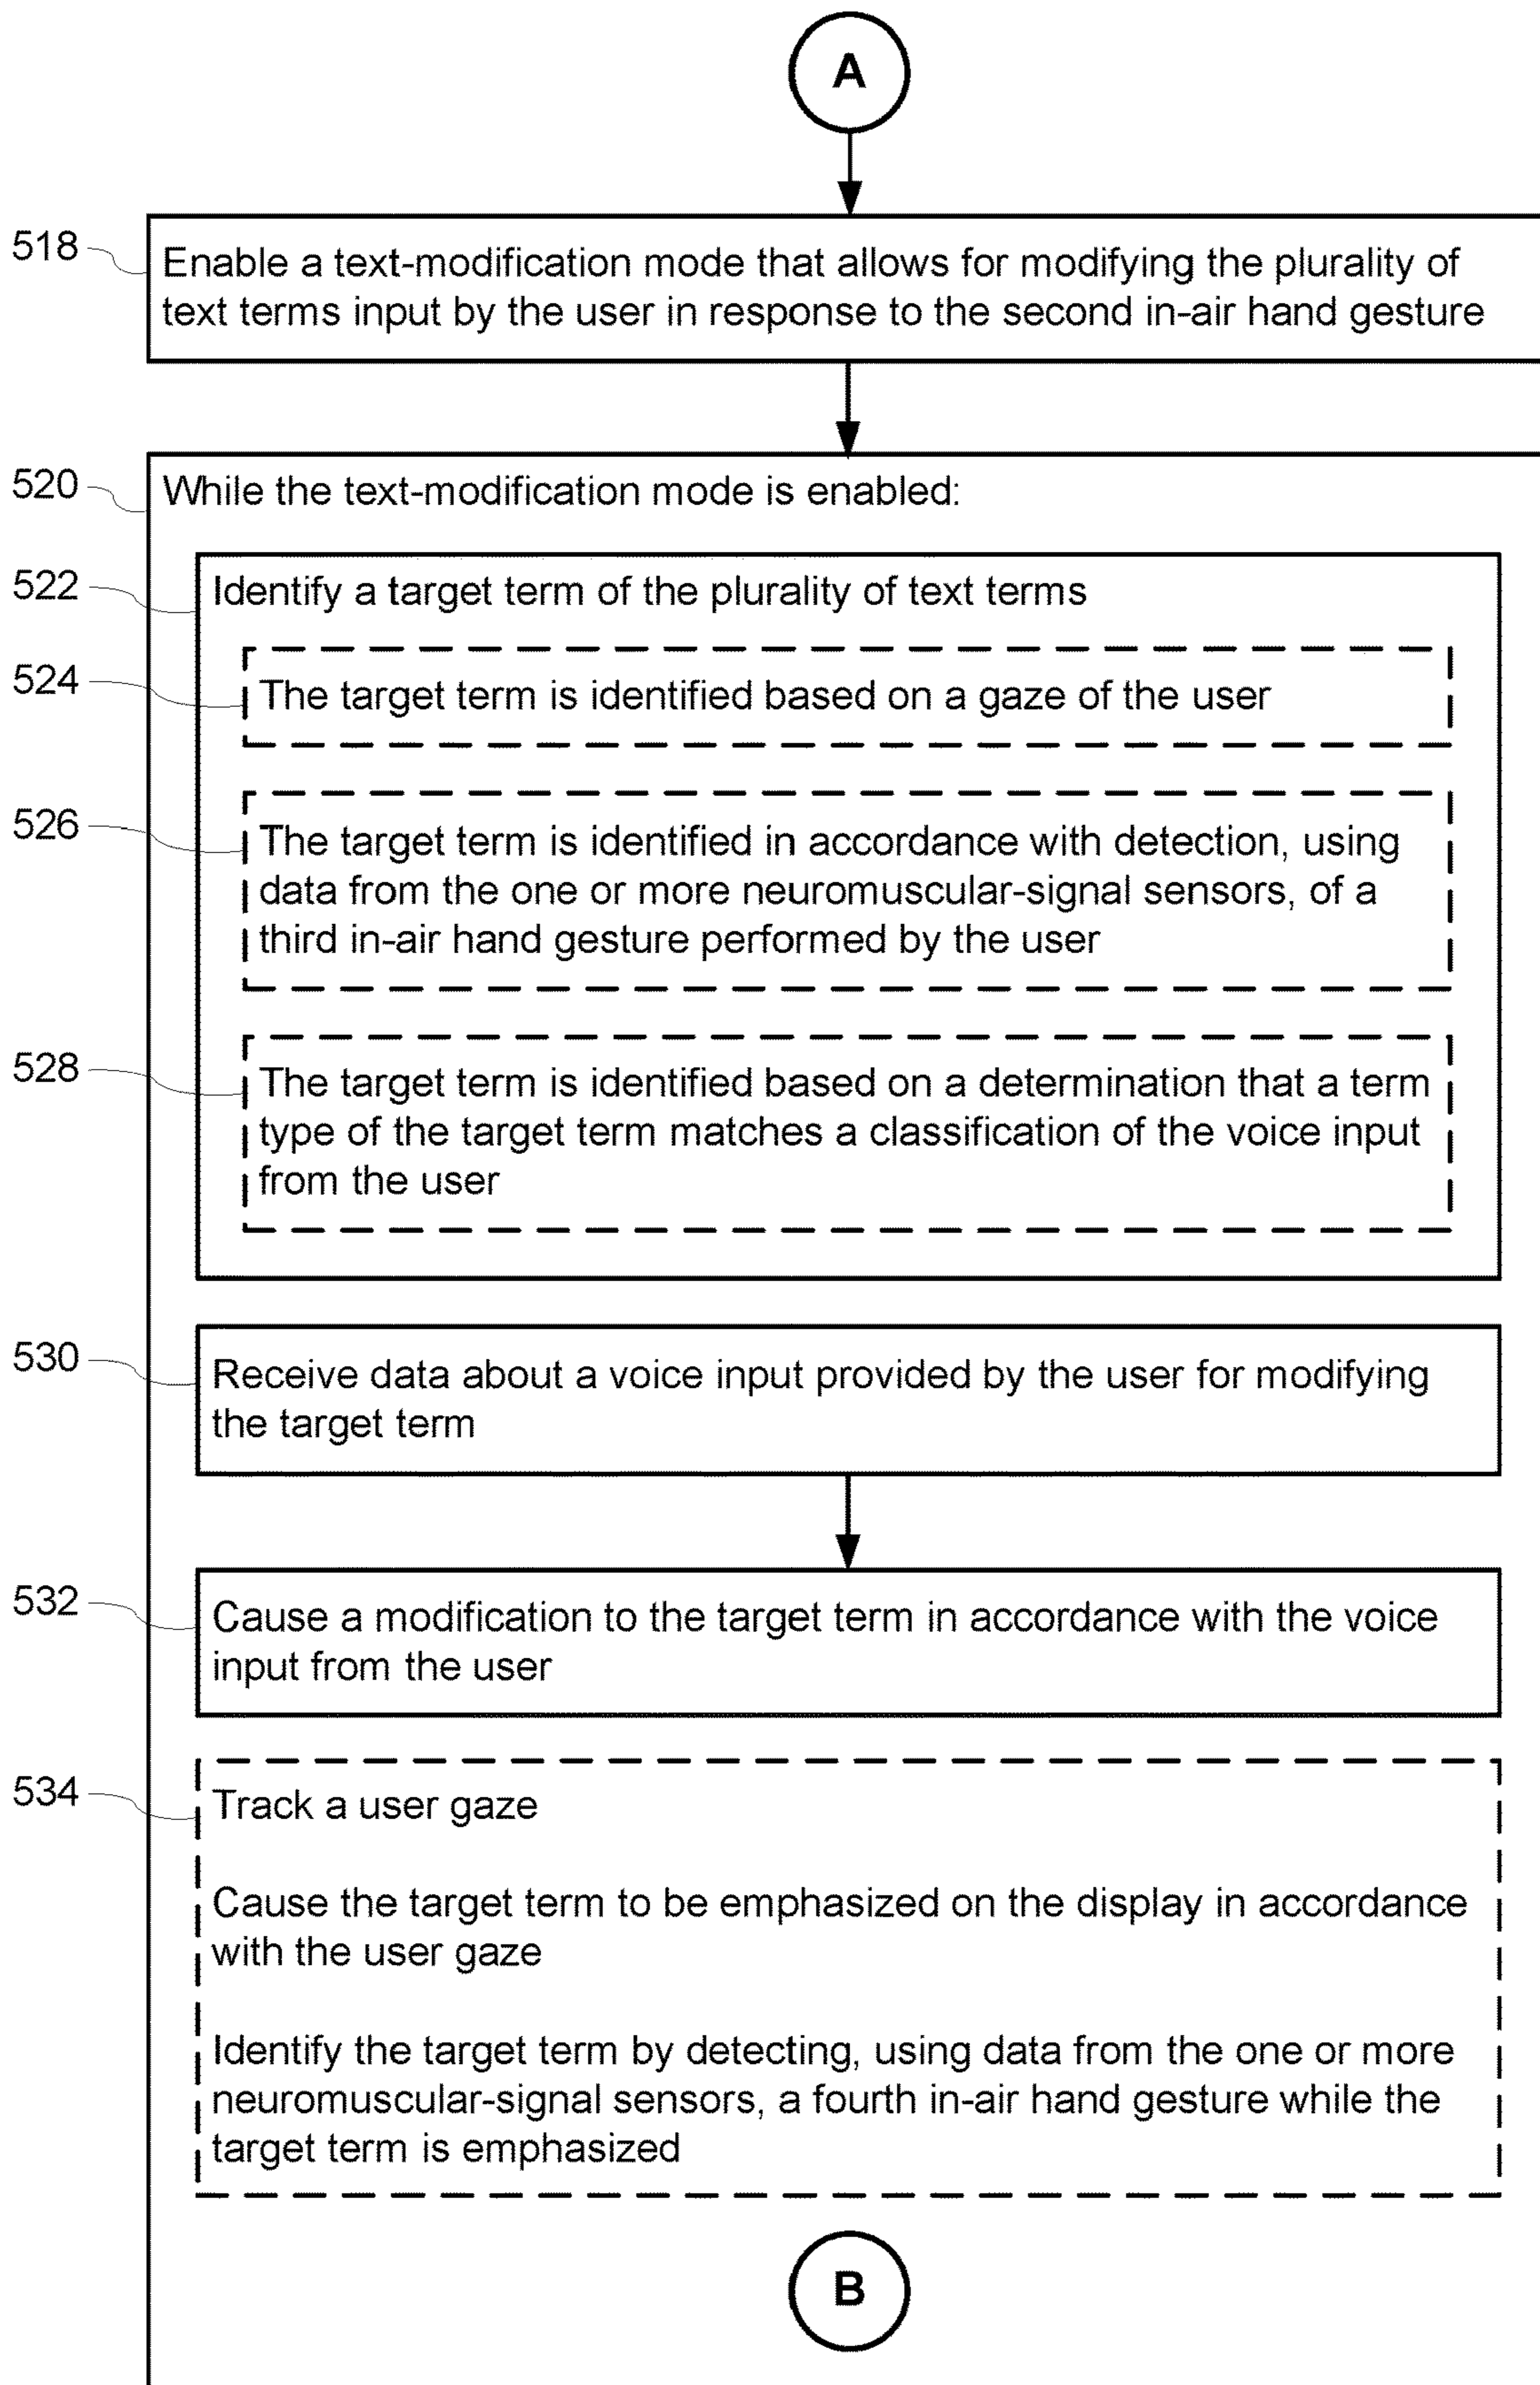 A
518
Enable a text-modification mode that allows for modifying the plurality of
text terms input by the user in response to the second in-air hand gesture
520
While the text-modification mode is enabled:
522
Identify a target term of the plurality of text terms
524
The target term is identified based on a gaze of the user
526
The target term is identified in accordance with detection, using
data from the one or more neuromuscular-signal sensors, of a
third in-air hand gesture performed by the user
528
The target term is identified based on a determination that a term
type of the target term matches a classification of the voice input
from the user
530
Receive data about a voice input provided by the user for modifying
the target term
532
Cause a modification to the target term in accordance with the voice
input from the user
534
Track a user gaze
Cause the target term to be emphasized on the display in accordance
with the user gaze
Identify the target term by detecting, using data from the one or more
neuromuscular-signal sensors, a fourth in-air hand gesture while the
target term is emphasized
B